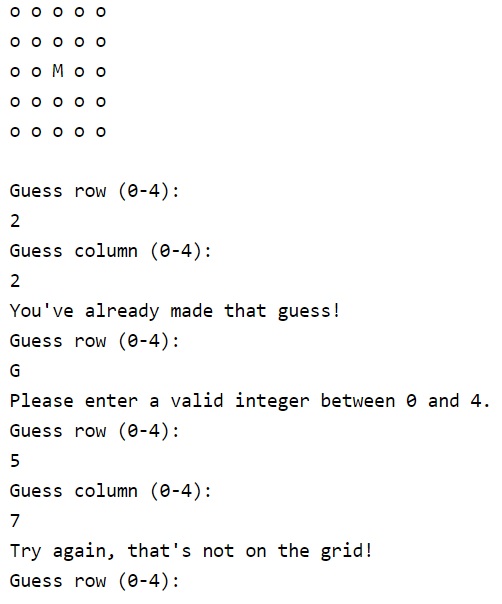 o o o o o
o o o o o
o o M o o
o o o o o
o o o o o
Guess row (0-4):
2
Guess column (0-4):
2
You've already made that guess!
Guess row (0-4):
G
Please enter a valid integer between 0 and 4.
Guess row (0-4):
5
Guess column (0-4):
7
Try again, that's not on the grid!
Guess row (0-4):